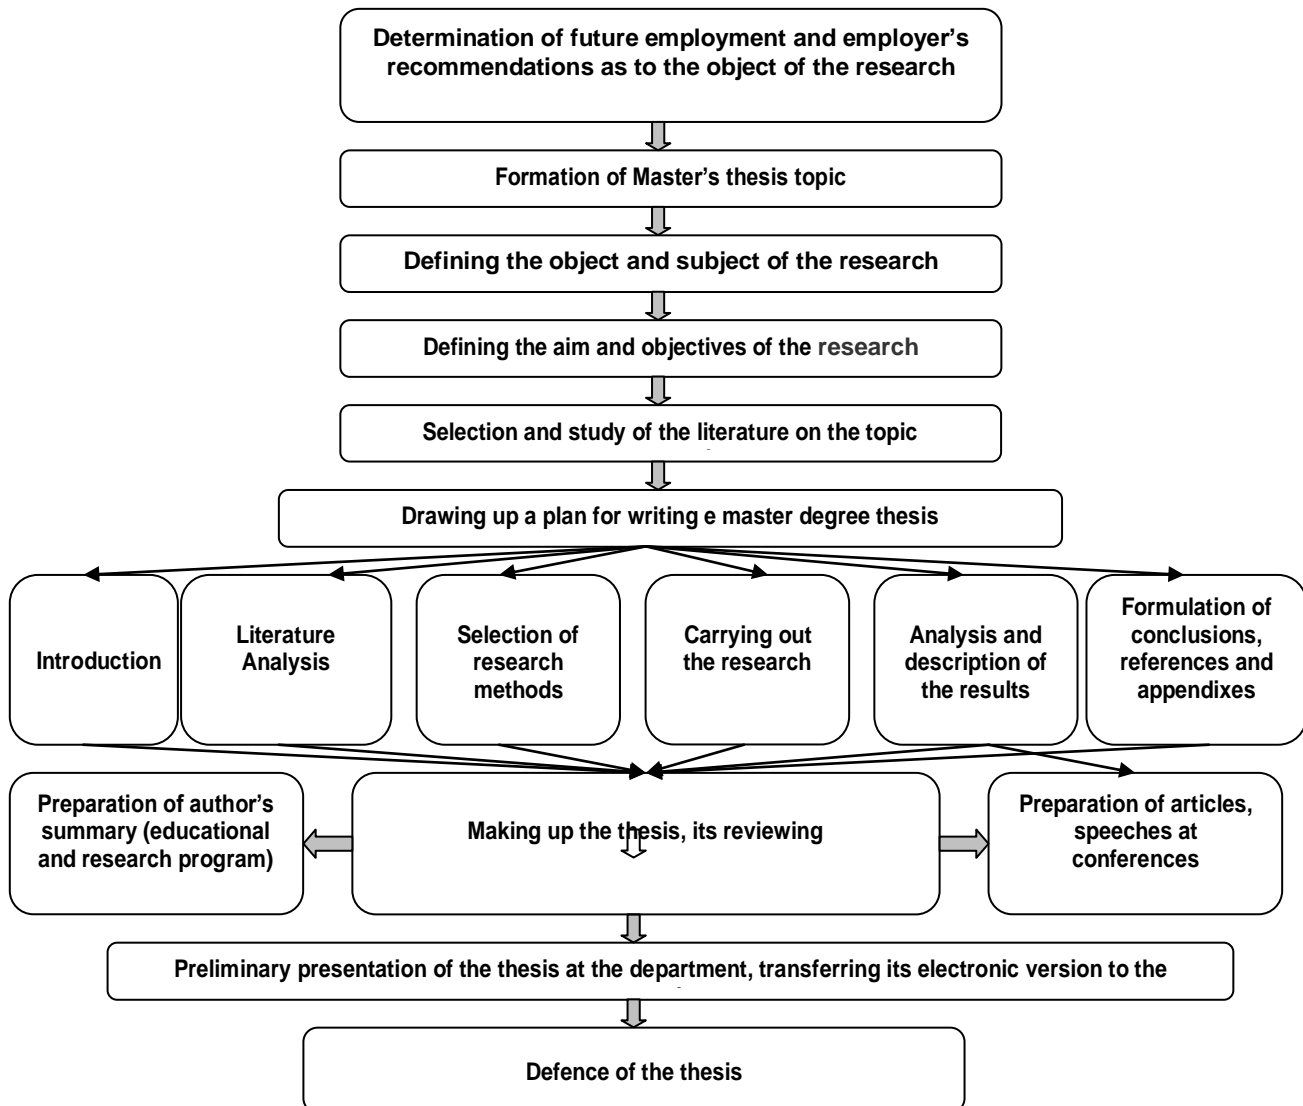 Determination of future employment and employer’s
recommendations as to the object of the research
Formation of Master’s thesis topic
Defining the object and subject of the research
Defining the aim and objectives of the research
Selection and study of the literature on the topic
Drawing up a plan for writing e master degree thesis
Introduction
Literature
Analysis
Selection of
research
methods
Carrying out
the research
Analysis and
description of
the results
Formulation of
conclusions,
references and
appendixes
Preparation of author’s
summary (educational
and research program)
Making up the thesis, its reviewing
Preparation of articles,
speeches at
conferences
Preliminary presentation of the thesis at the department, transferring its electronic version to the
Defence of the thesis